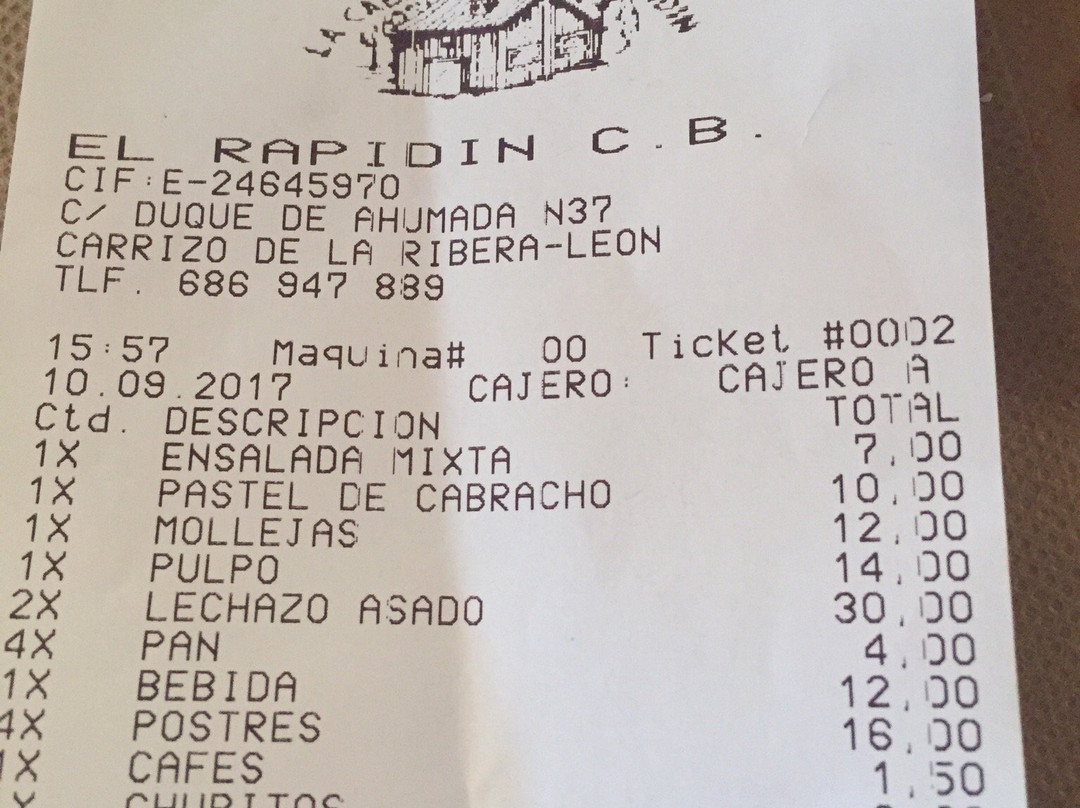 LA CA
EL RAPIDIN C.B.
CIF:E-24645970
C/ DUQUE DE AHUMADA N37
CARRIZO DE LA RIBERA-LEON
TLF. 686 947 889
15:57 Maquina# 00 Ticket #0002
10.09.2017 CAJERO: CAJERO A
Ctd. DESCRIPCION TOTAL
1X ENSALADA MIXTA 7,00
1X PASTEL DE CABRACHO 10,00
1X MOLLEJAS 12,00
1X PULPO 14,00
2X LECHAZO ASADO 30,00
4X PAN 4,00
1X BEBIDA 12,00
4X POSTRES 16,00
1X CAFES 1,50
CHUPITOS